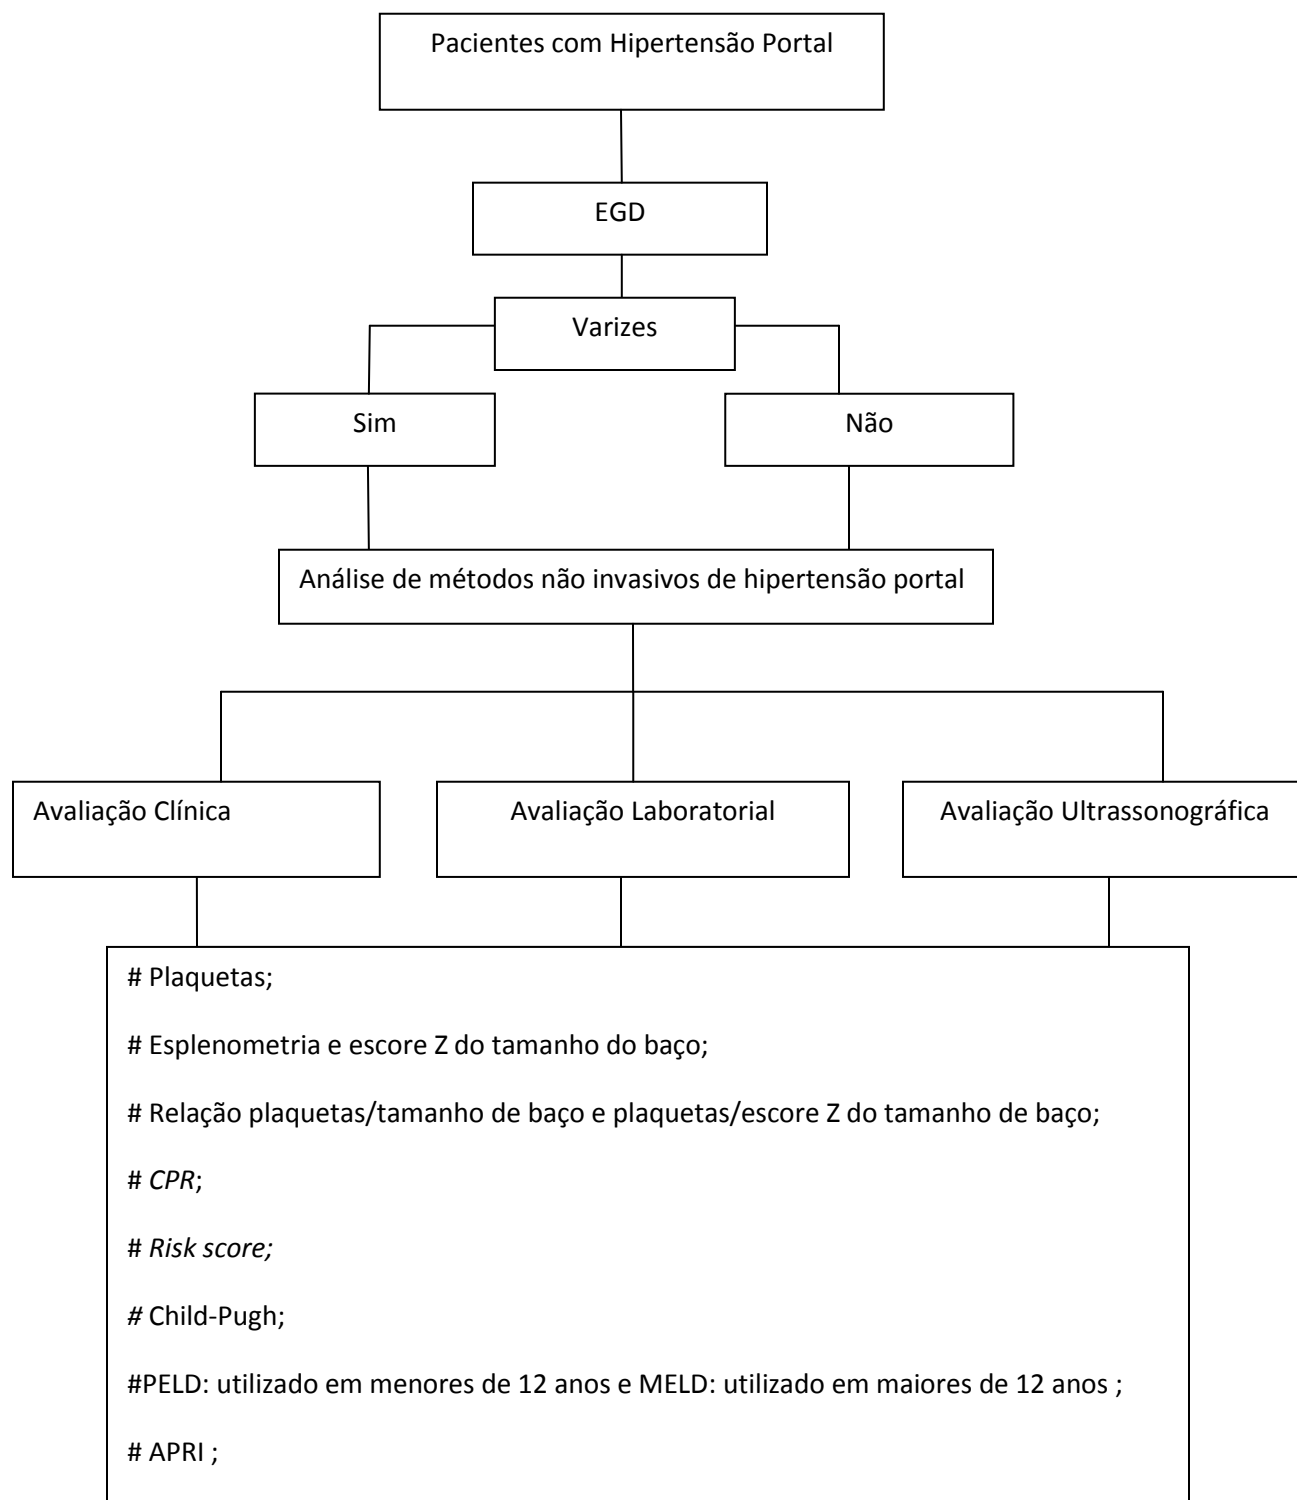 Pacientes com Hipertensão Portal
EGD
Varizes
Sim
Não
Análise de métodos não invasivos de hipertensão portal
Avaliação Clínica
Avaliação Laboratorial
Avaliação Ultrassonográfica
# Plaquetas;
# Esplenometria e escore Z do tamanho do baço;
# Relação plaquetas/tamanho de baço e plaquetas/escore Z do tamanho de baço;
# CPR;
# Risk score;
# Child-Pugh;
#PELD: utilizado em menores de 12 anos e MELD: utilizado em maiores de 12 anos ;
# APRI ;